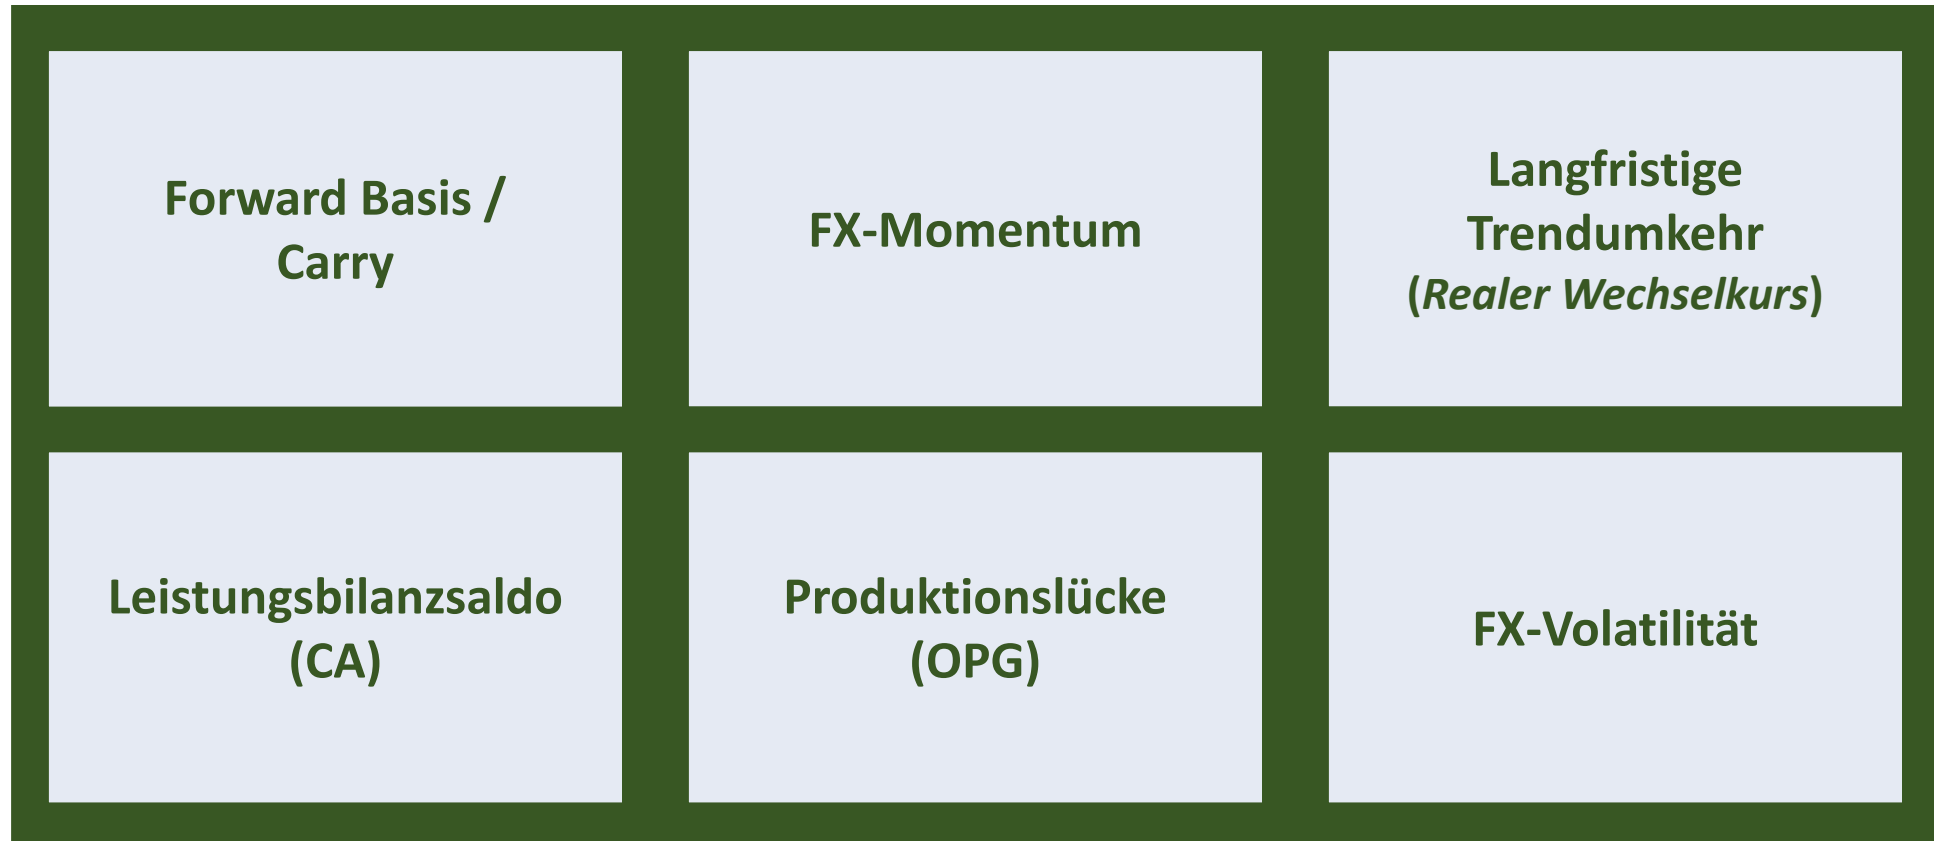 Forward Basis /
Carry
FX-Momentum
Langfristige
Trendumkehr
(Realer Wechselkurs)
Leistungsbilanzsaldo
(CA)
Produktionslücke
(OPG)
FX-Volatilität